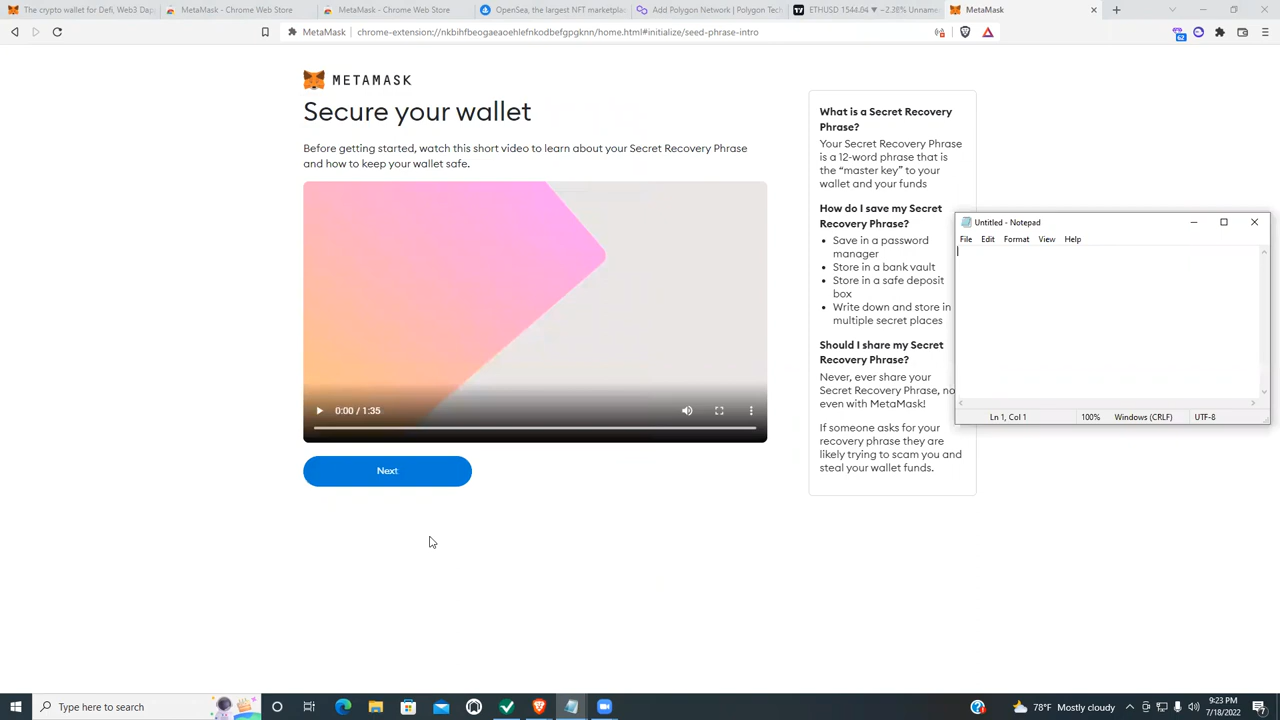 The crypto wallet for Defi, Web3 Dap
MetaMask - Chrome Web Store
MetaMask - Chrome Web Store
OpenSea, the largest NFT marketpla
Add Polygon Network | Polygon Tech
ETHUSD 1544.04 ▼ −2.38% Unname
MetaMask
MetaMask
chrome-extension://nkbihfbeogaeaoehlefnkodbefgpgknn/home.html#initialize/seed-phrase-intro
62
METAMASK
Secure your wallet
Before getting started, watch this short video to learn about your Secret Recovery Phrase
and how to keep your wallet safe.
0:00 / 1:35
Next
What is a Secret Recovery
Phrase?
Your Secret Recovery Phrase
is a 12-word phrase that is
the “master key” to your
wallet and your funds
How do I save my Secret
Recovery Phrase?
• Save in a password
manager
• Store in a bank vault
• Store in a safe deposit
box
• Write down and store in
multiple secret places
Should I share my Secret
Recovery Phrase?
Never, ever share your
Secret Recovery Phrase, no
even with MetaMask!
If someone asks for your
recovery phrase they are
likely trying to scam you and
steal your wallet funds.
Untitled - Notepad
File Edit Format View Help
Ln 1, Col 1
100%
Windows (CRLF)
UTF-8
Type here to search
78°F Mostly cloudy
9:23 PM
7/18/2022